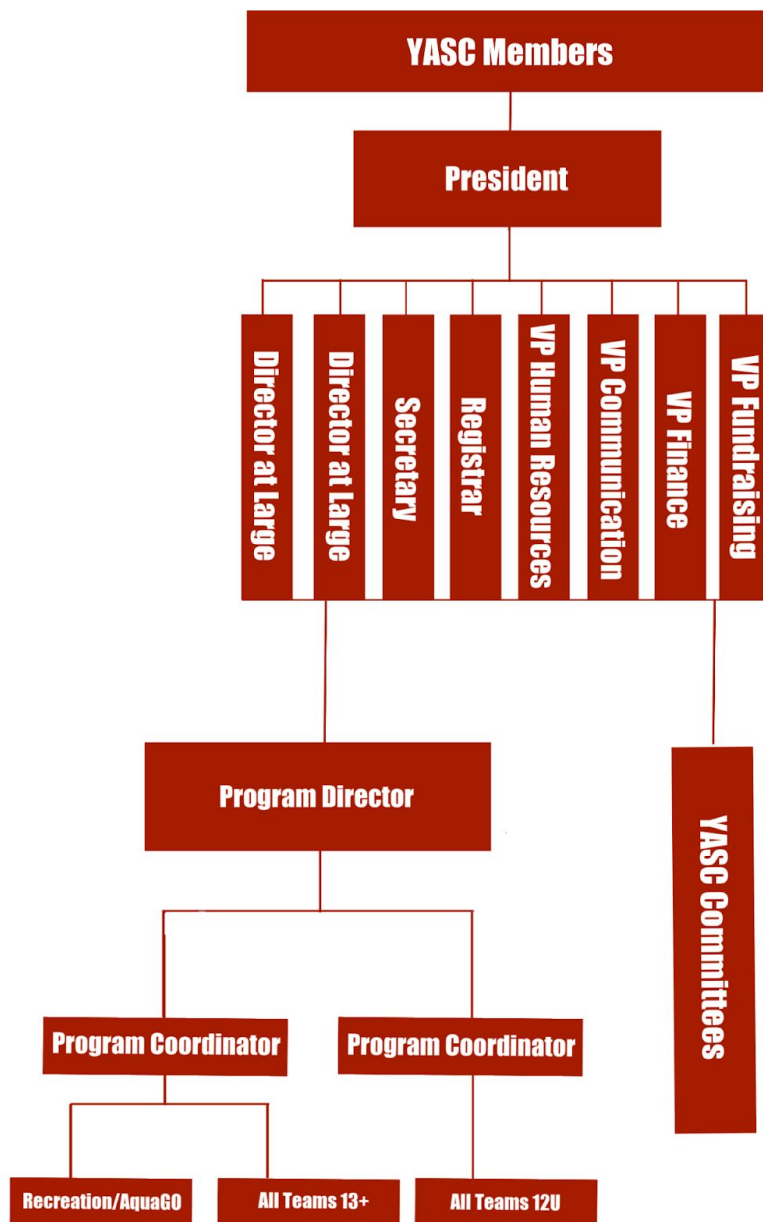 YASC Members
President
Director at Large
Director at Large
Secretary
Registrar
VP Human Resources
VP Communication
VP Finance
VP Fundraising
Program Director
YASC Committees
Program Coordinator
Program Coordinator
Recreation/AquaGO
All Teams 13+
All Teams 12U